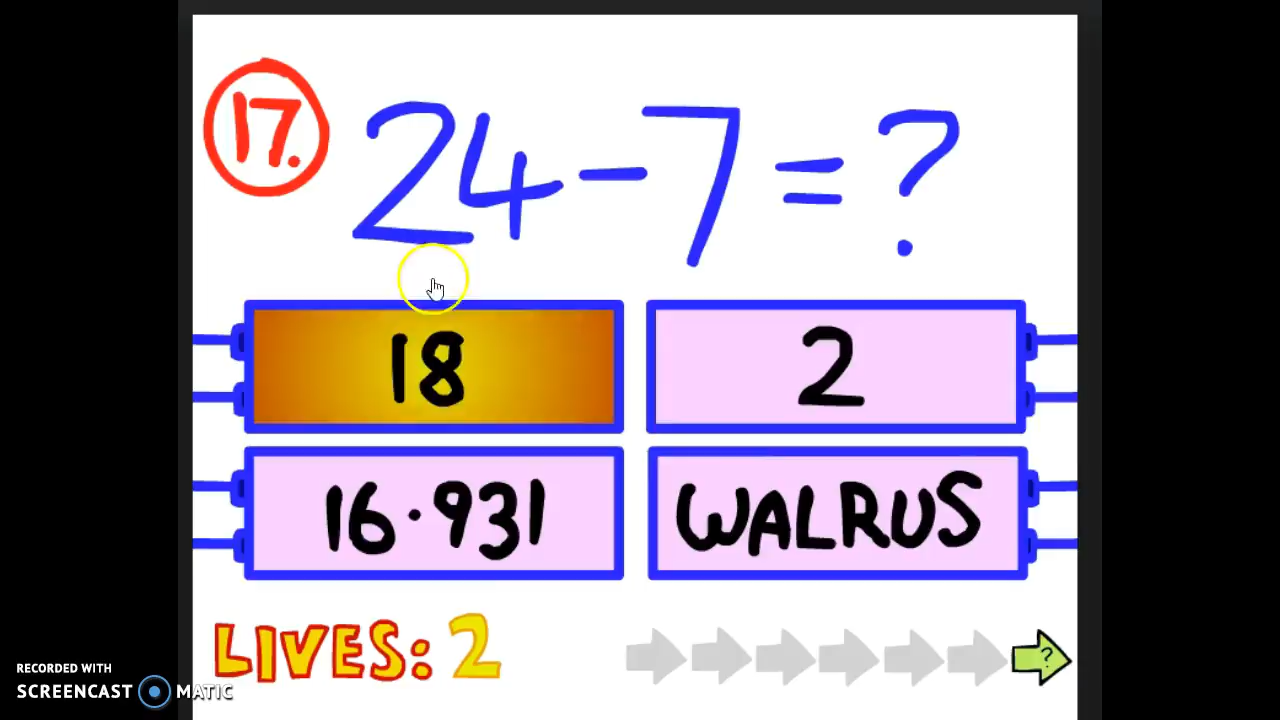 17.
24-7=?
18
2
16·931
WALRUS
LIVES: 2
?
RECORDED WITH
SCREENCAST MATIC